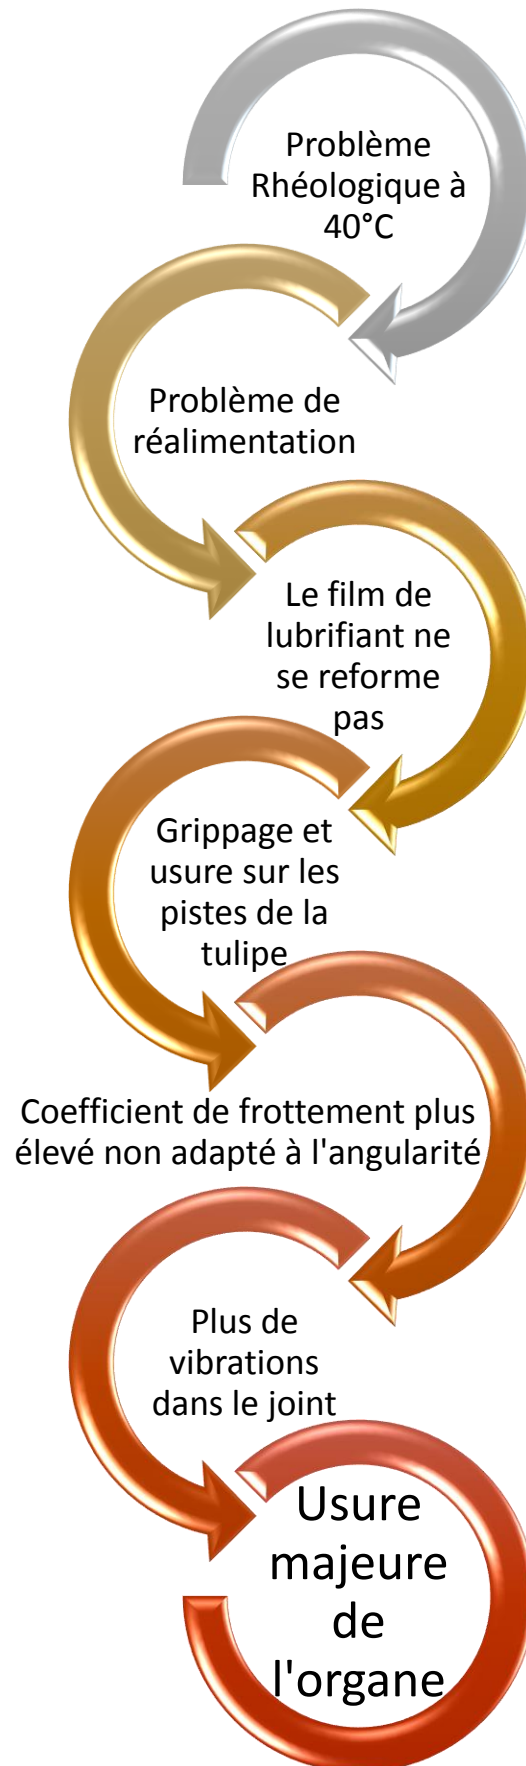 Problème
Rhéologique à
40°C
Problème de
réalimentation
Le film de
lubrifiant ne
se reforme
pas
Grippage et
usure sur les
pistes de la
tulipe
Coefficient de frottement plus
élevé non adapté à l'angularité
Plus de
vibrations
dans le joint
Usure
majeure
de
l'organe